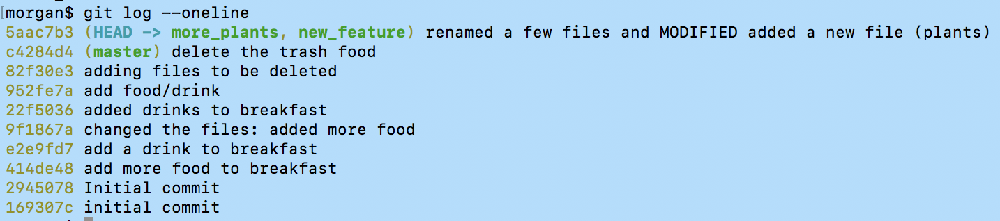 [morgan$ git log --oneline
5aac7b3 (HEAD -> more_plants, new_feature) renamed a few files and MODIFIED added a new file (plants)
c4284d4 (master) delete the trash food
82f30e3 adding files to be deleted
952fe7a add food/drink
22f5036 added drinks to breakfast
9f1867a changed the files: added more food
e2e9fd7 add a drink to breakfast
414de48 add more food to breakfast
2945078 Initial commit
169307c initial commit